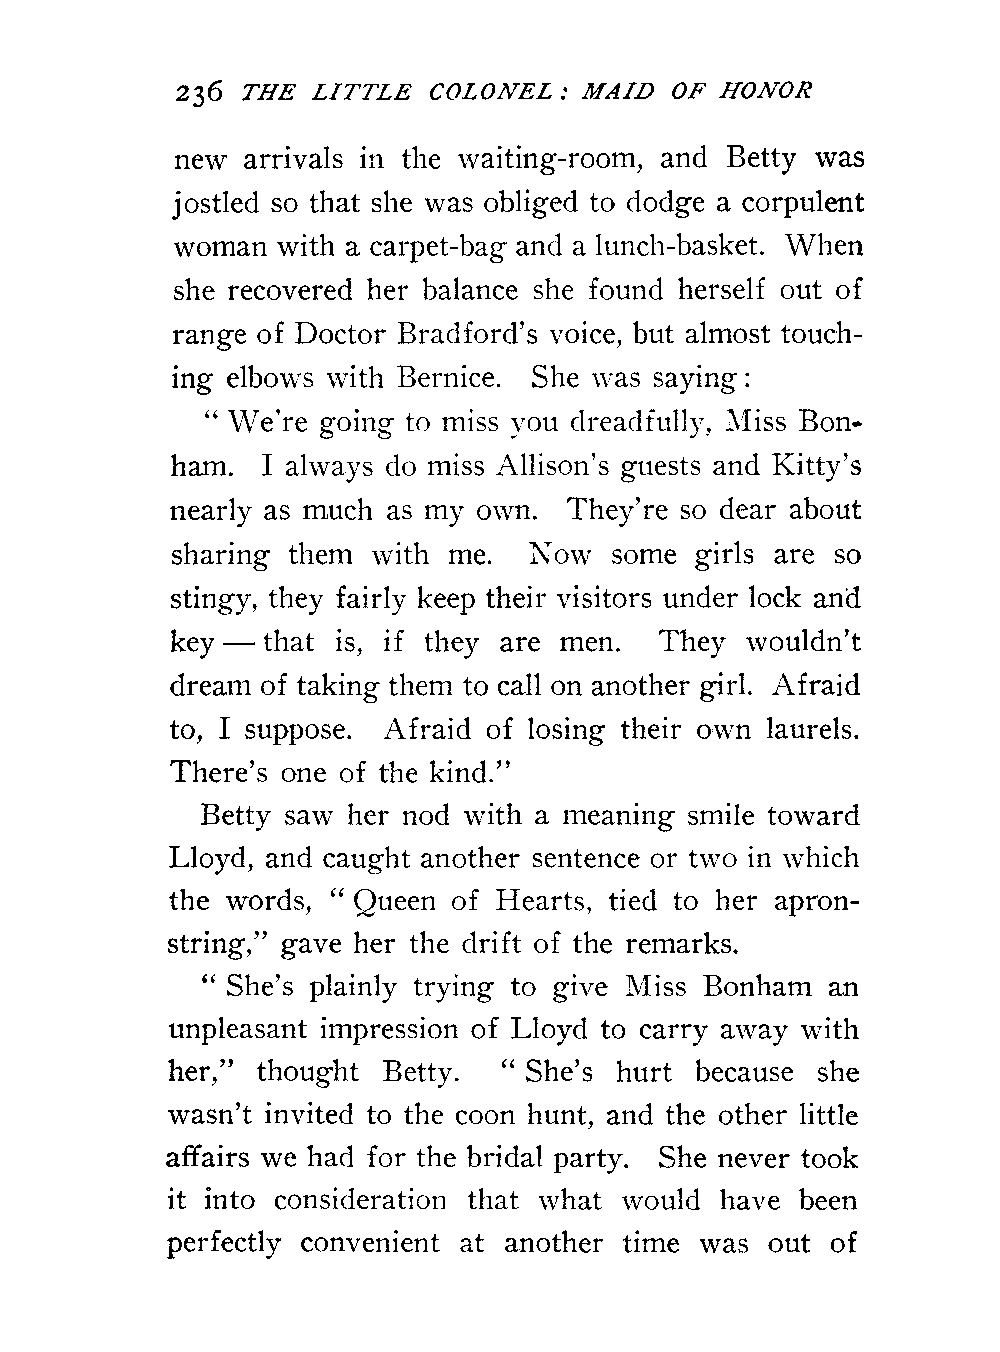 236 THE LITTLE COLONEL: MAID OF HONOR
new arrivals in the waiting-room, and Betty was
jostled so that she was obliged to dodge a corpulent
woman with a carpet-bag and a lunch-basket. When
she recovered her balance she found herself out of
range of Doctor Bradford's voice, but almost touch-
ing elbows with Bernice. She was saying:
“ We're going to miss you dreadfully, Miss Bon-
ham. I always do miss Allison's guests and Kitty's
nearly as much as my own. They're so dear about
sharing them with me. Now some girls are so
stingy, they fairly keep their visitors under lock and
key — that is, if they are men. They wouldn't
dream of taking them to call on another girl. Afraid
to, I suppose. Afraid of losing their own laurels.
There's one of the kind.”
Betty saw her nod with a meaning smile toward
Lloyd, and caught another sentence or two in which
the words, “ Queen of Hearts, tied to her apron-
string,” gave her the drift of the remarks.
“ She's plainly trying to give Miss Bonham an
unpleasant impression of Lloyd to carry away with
her,” thought Betty. “ She's hurt because she
wasn't invited to the coon hunt, and the other little
affairs we had for the bridal party. She never took
it into consideration that what would have been
perfectly convenient at another time was out of